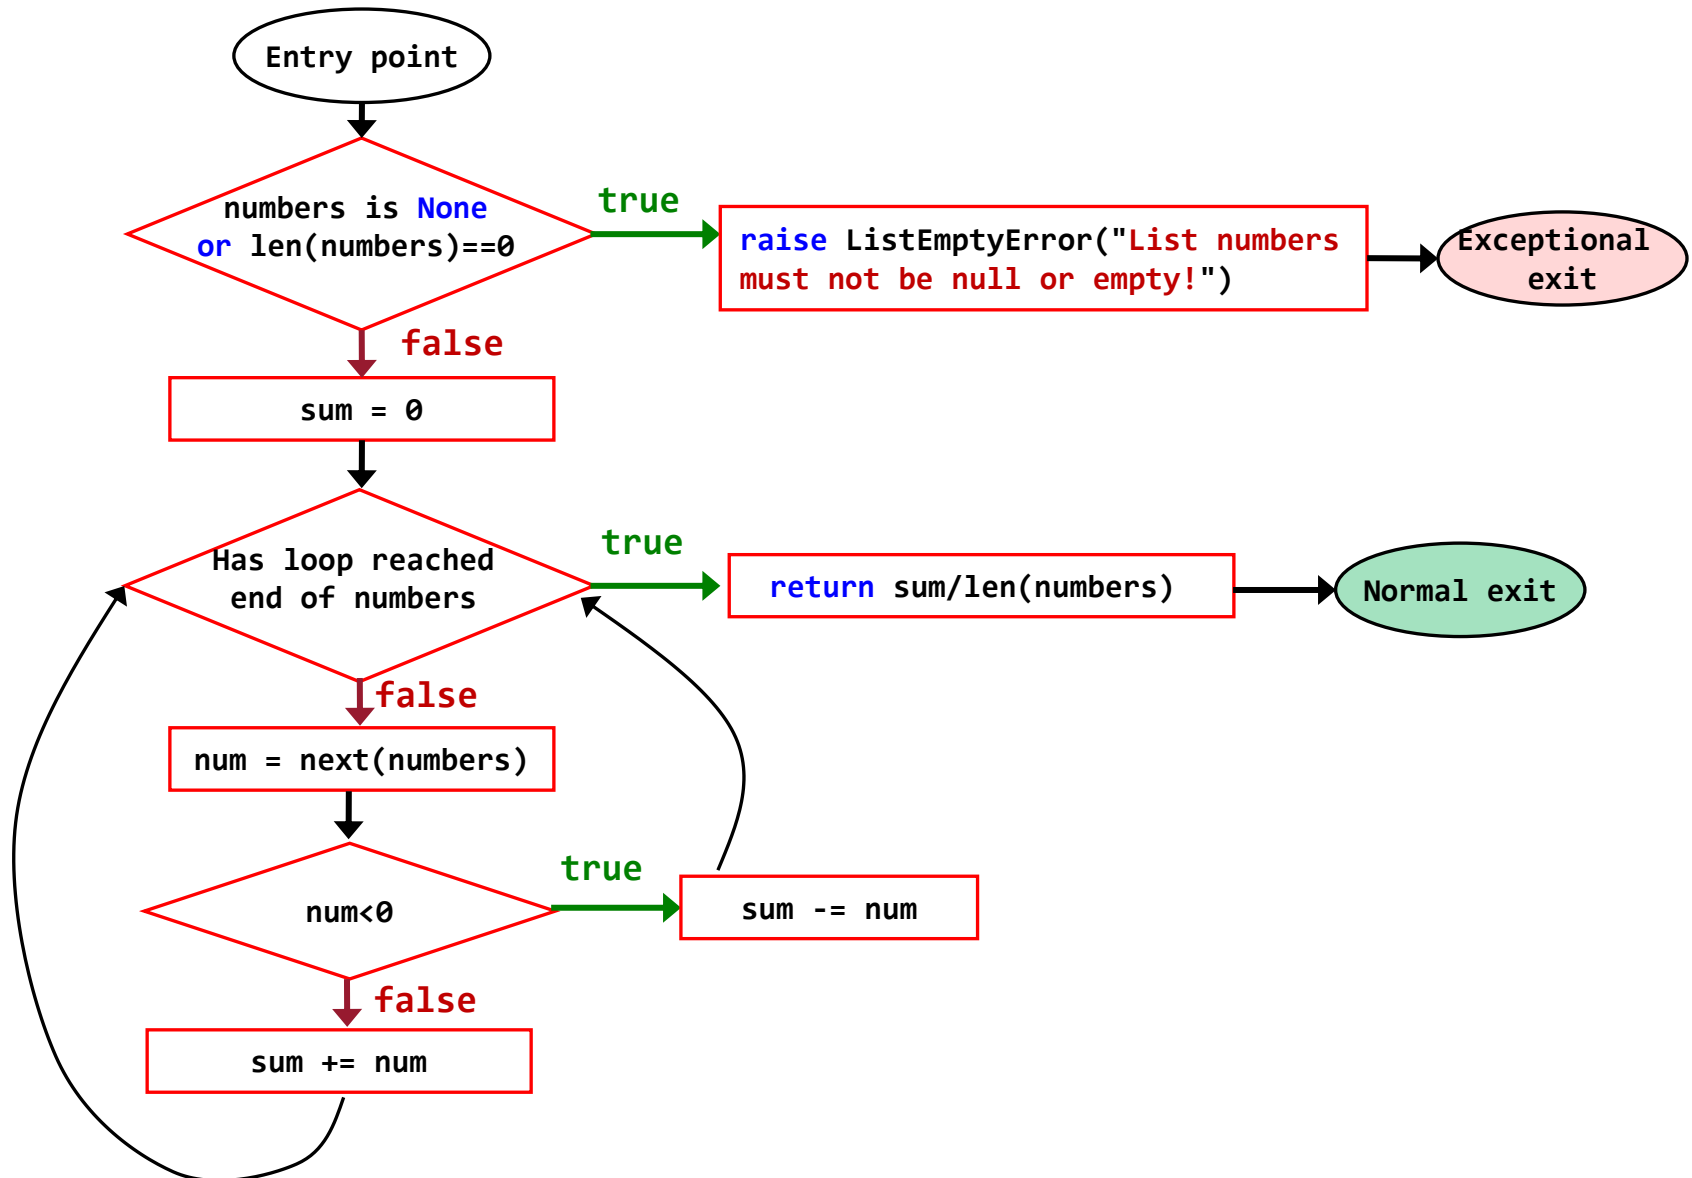 Entry point
numbers is None
or len(numbers)==0
true
raise ListEmptyError("List numbers
must not be null or empty!")
Exceptional
exit
false
sum = 0
Has loop reached
end of numbers
true
return sum/len(numbers)
Normal exit
false
num = next(numbers)
num<0
true
sum -= num
false
sum += num